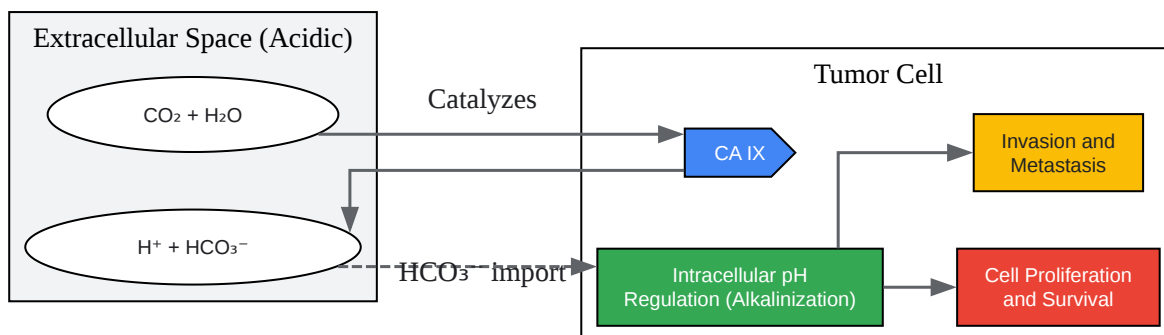 Extracellular Space (Acidic)
CO₂ + H₂O
H⁺ + HCO₃⁻
Catalyzes
HCO₃⁻ import
Tumor Cell
CA IX
Intracellular pH
Regulation (Alkalinization)
Invasion and
Metastasis
Cell Proliferation
and Survival